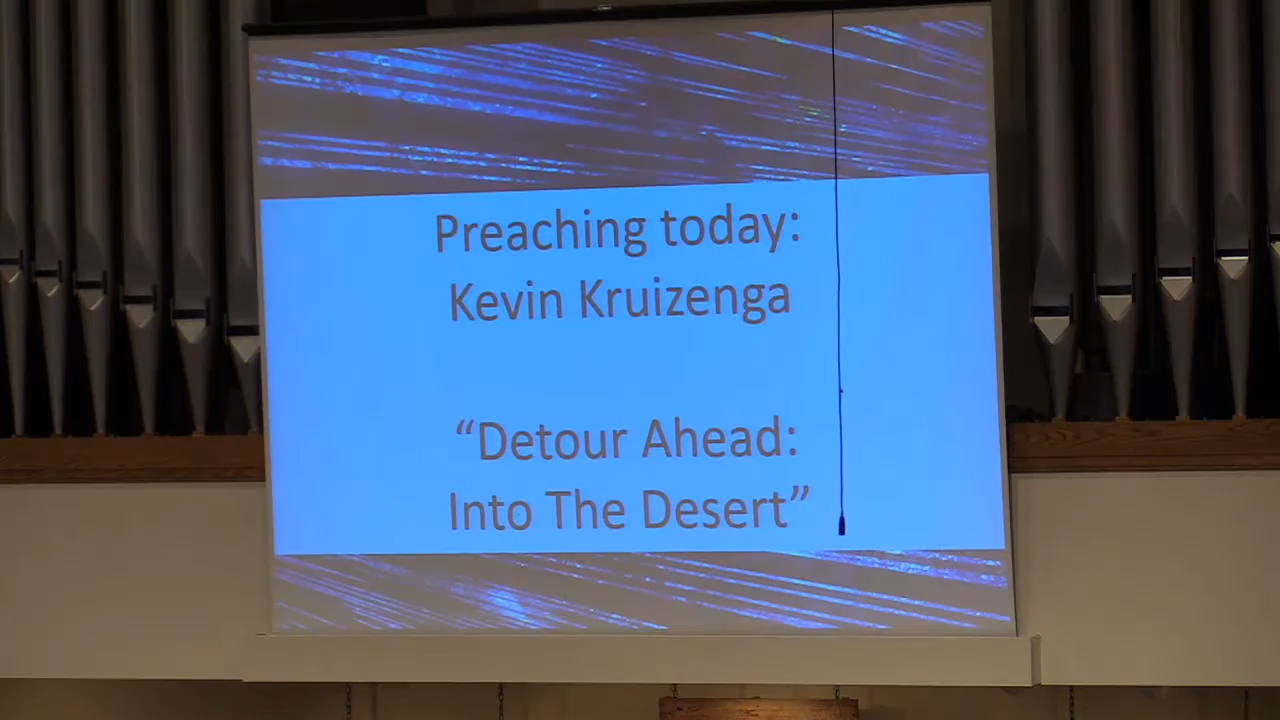 Preaching today:
Kevin Kruizenga
“Detour Ahead:
Into The Desert”